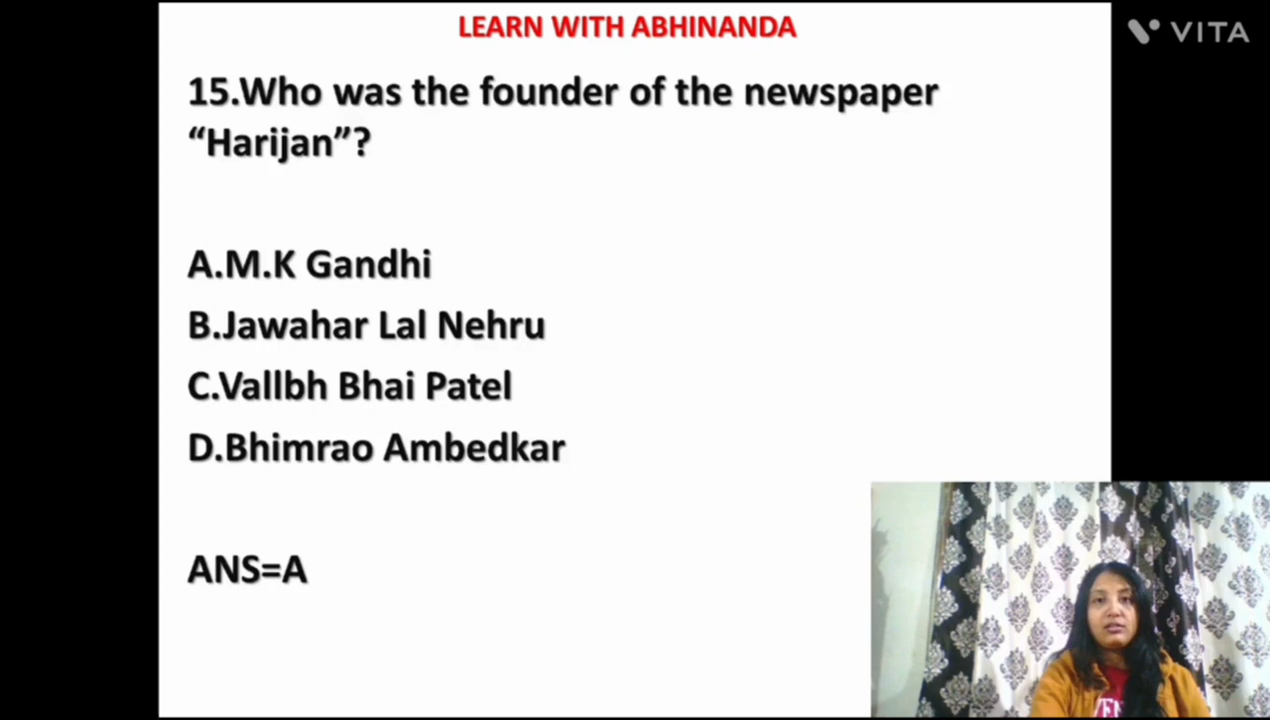 LEARN WITH ABHINANDA
VITA
15.Who was the founder of the newspaper
“Harijan”?
A.M.K Gandhi
B.Jawahar Lal Nehru
C.Vallbh Bhai Patel
D.Bhimrao Ambedkar
ANS=A